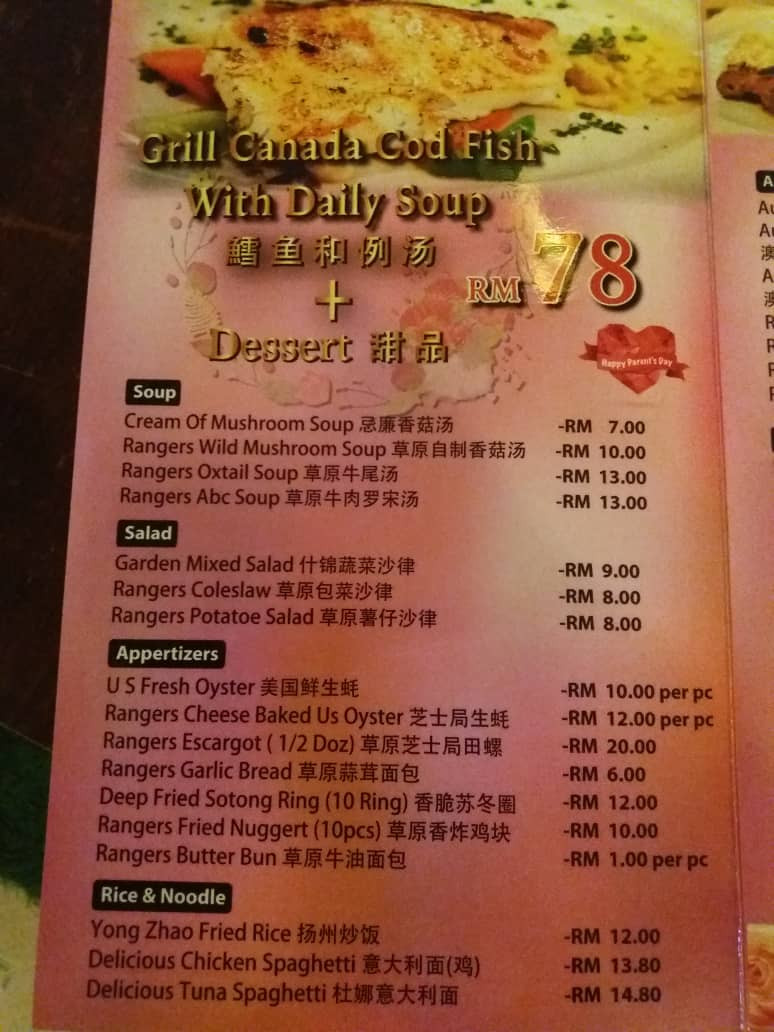 Grill Canada Cod Fish
With Daily Soup
鱈鱼和例汤
+
RM 78
Dessert 甜品
Happy Parent's Day
Soup
Cream Of Mushroom Soup 忌廉香菇汤 -RM 7.00
Rangers Wild Mushroom Soup 草原自制香菇汤 -RM 10.00
Rangers Oxtail Soup 草原牛尾汤 -RM 13.00
Rangers Abc Soup 草原牛肉罗宋汤 -RM 13.00
Salad
Garden Mixed Salad 什锦蔬菜沙律 -RM 9.00
Rangers Coleslaw 草原包菜沙律 -RM 8.00
Rangers Potatoe Salad 草原薯仔沙律 -RM 8.00
Appertizers
U S Fresh Oyster 美国鲜生蚝 -RM 10.00 per pc
Rangers Cheese Baked Us Oyster 芝士局生蚝 -RM 12.00 per pc
Rangers Escargot ( 1/2 Doz) 草原芝士局田螺 -RM 20.00
Rangers Garlic Bread 草原蒜茸面包 -RM 6.00
Deep Fried Sotong Ring (10 Ring) 香脆苏冬圈 -RM 12.00
Rangers Fried Nuggert (10pcs) 草原香炸鸡块 -RM 10.00
Rangers Butter Bun 草原牛油面包 -RM 1.00 per pc
Rice & Noodle
Yong Zhao Fried Rice 扬州炒饭 -RM 12.00
Delicious Chicken Spaghetti 意大利面(鸡) -RM 13.80
Delicious Tuna Spaghetti 杜娜意大利面 -RM 14.80